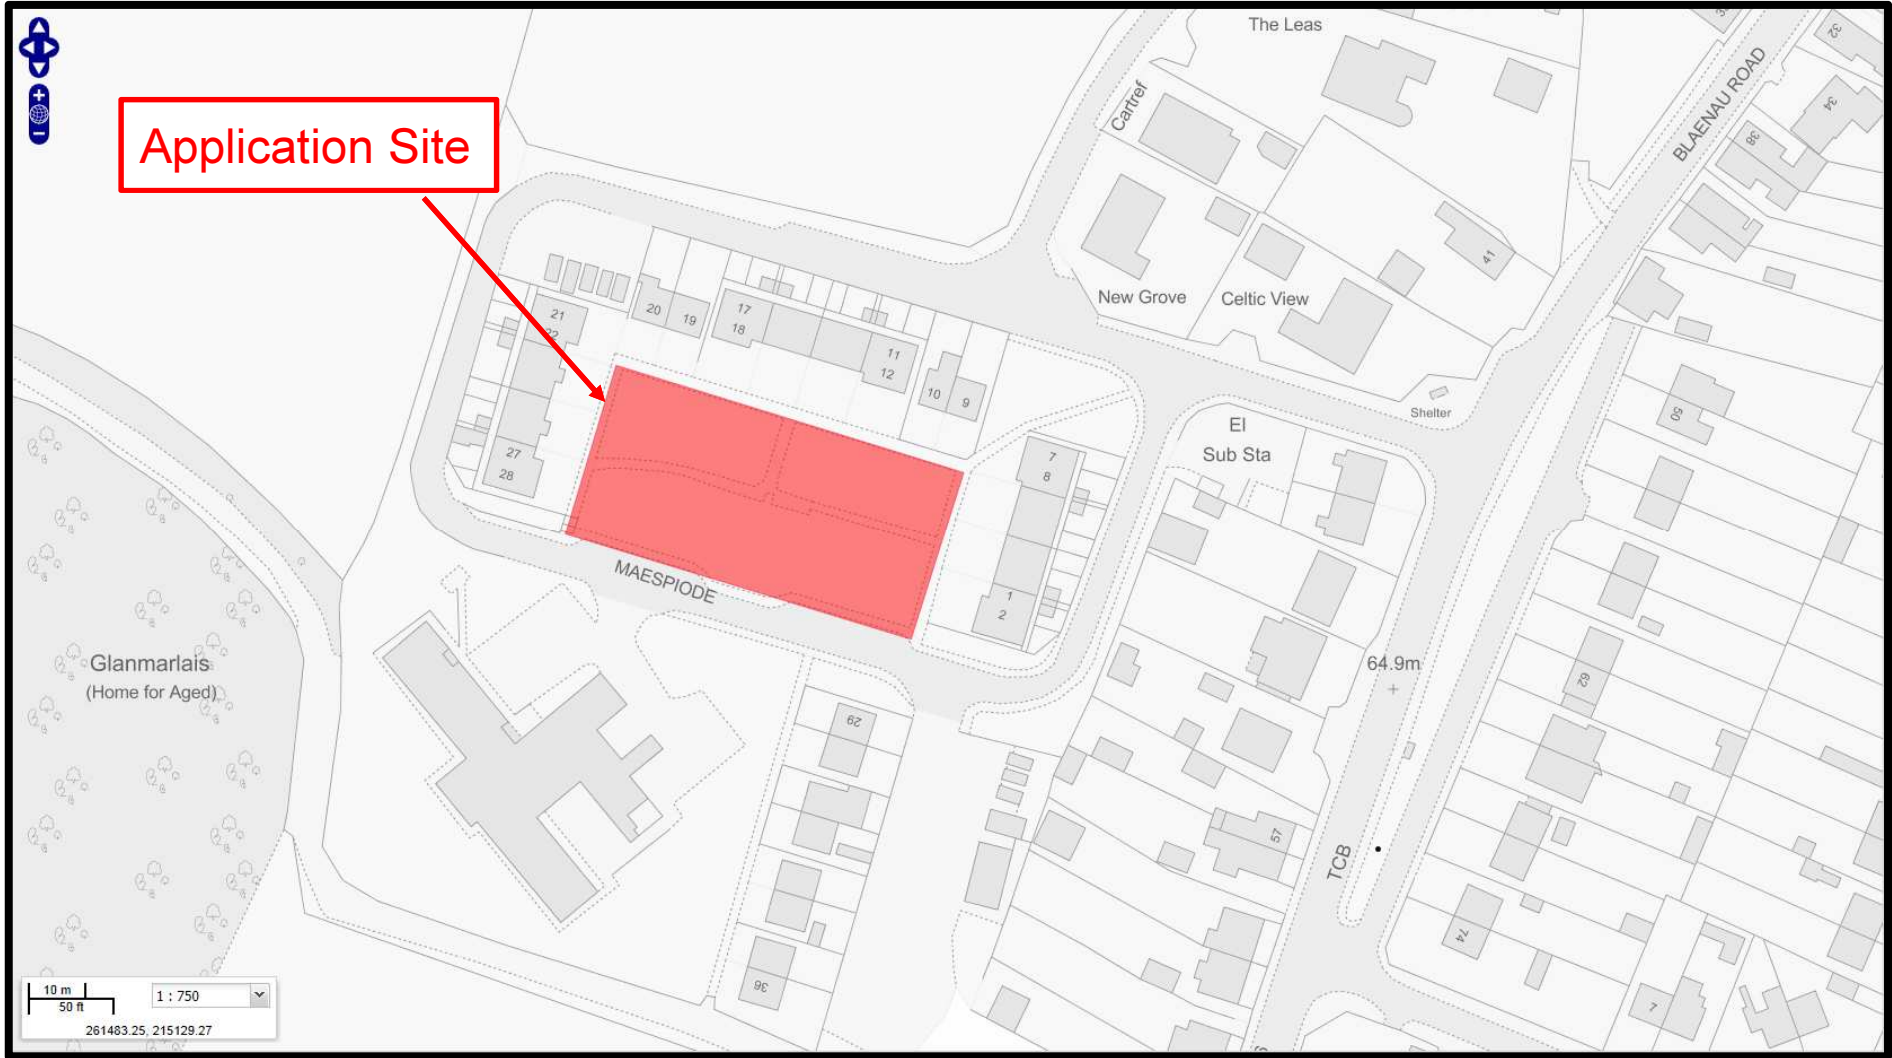 The Leas
32
BLAENAU ROAD
34
38
Cartref
Application Site
41
New Grove
Celtic View
21
22
20
19
17
18
11
12
10
9
Shelter
50
El
Sub Sta
7
8
27
28
MAESPIODE
1
2
Glanmarlais
(Home for Aged)
64.9m
62
29
57
TCB
74
36
7
10 m
50 ft
1 : 750
261483.25, 215129.27